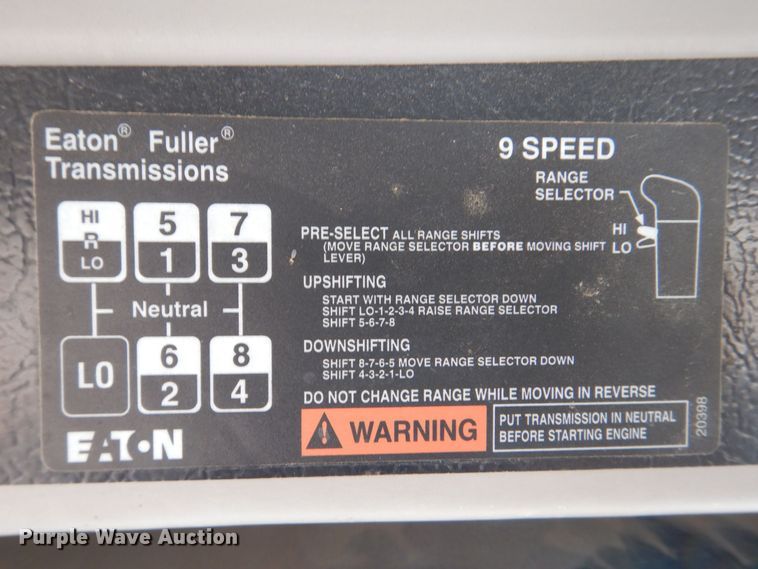 Eaton® Fuller®
Transmissions
9 SPEED
RANGE
SELECTOR
HI
LO
HI
R
LO
5
1
7
3
Neutral
LO
6
2
8
4
PRE-SELECT ALL RANGE SHIFTS
(MOVE RANGE SELECTOR BEFORE MOVING SHIFT
LEVER)
UPSHIFTING
START WITH RANGE SELECTOR DOWN
SHIFT LO-1-2-3-4 RAISE RANGE SELECTOR
SHIFT 5-6-7-8
DOWNSHIFTING
SHIFT 8-7-6-5 MOVE RANGE SELECTOR DOWN
SHIFT 4-3-2-1-LO
DO NOT CHANGE RANGE WHILE MOVING IN REVERSE
WARNING
PUT TRANSMISSION IN NEUTRAL
BEFORE STARTING ENGINE
20398
EATON
Purple Wave Auction